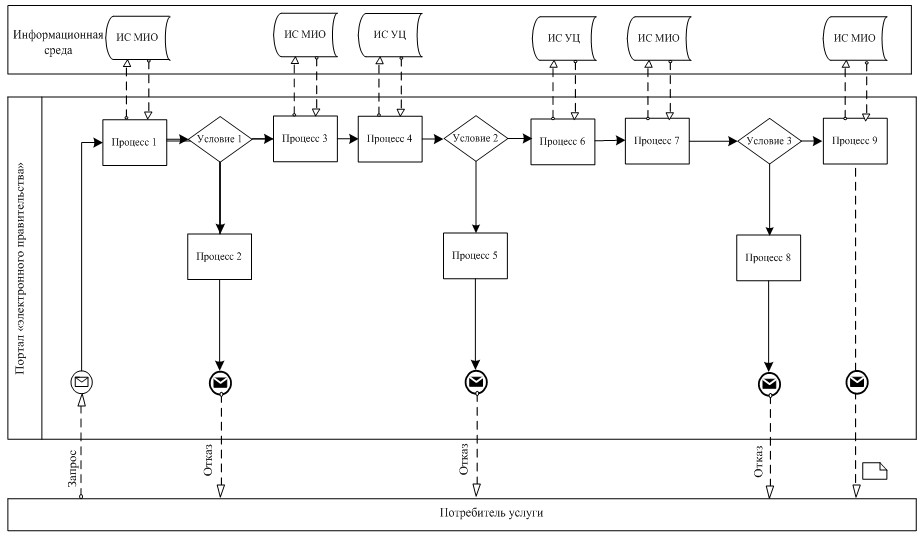 Информационная
среда
ИС МИО
ИС МИО
ИС УЦ
ИС УЦ
ИС МИО
ИС МИО
Портал «электронного правительства»
Процесс 1
Условие 1
Процесс 3
Процесс 4
Условие 2
Процесс 6
Процесс 7
Условие 3
Процесс 9
Процесс 2
Процесс 5
Процесс 8
Запрос
Отказ
Отказ
Отказ
Потребитель услуги